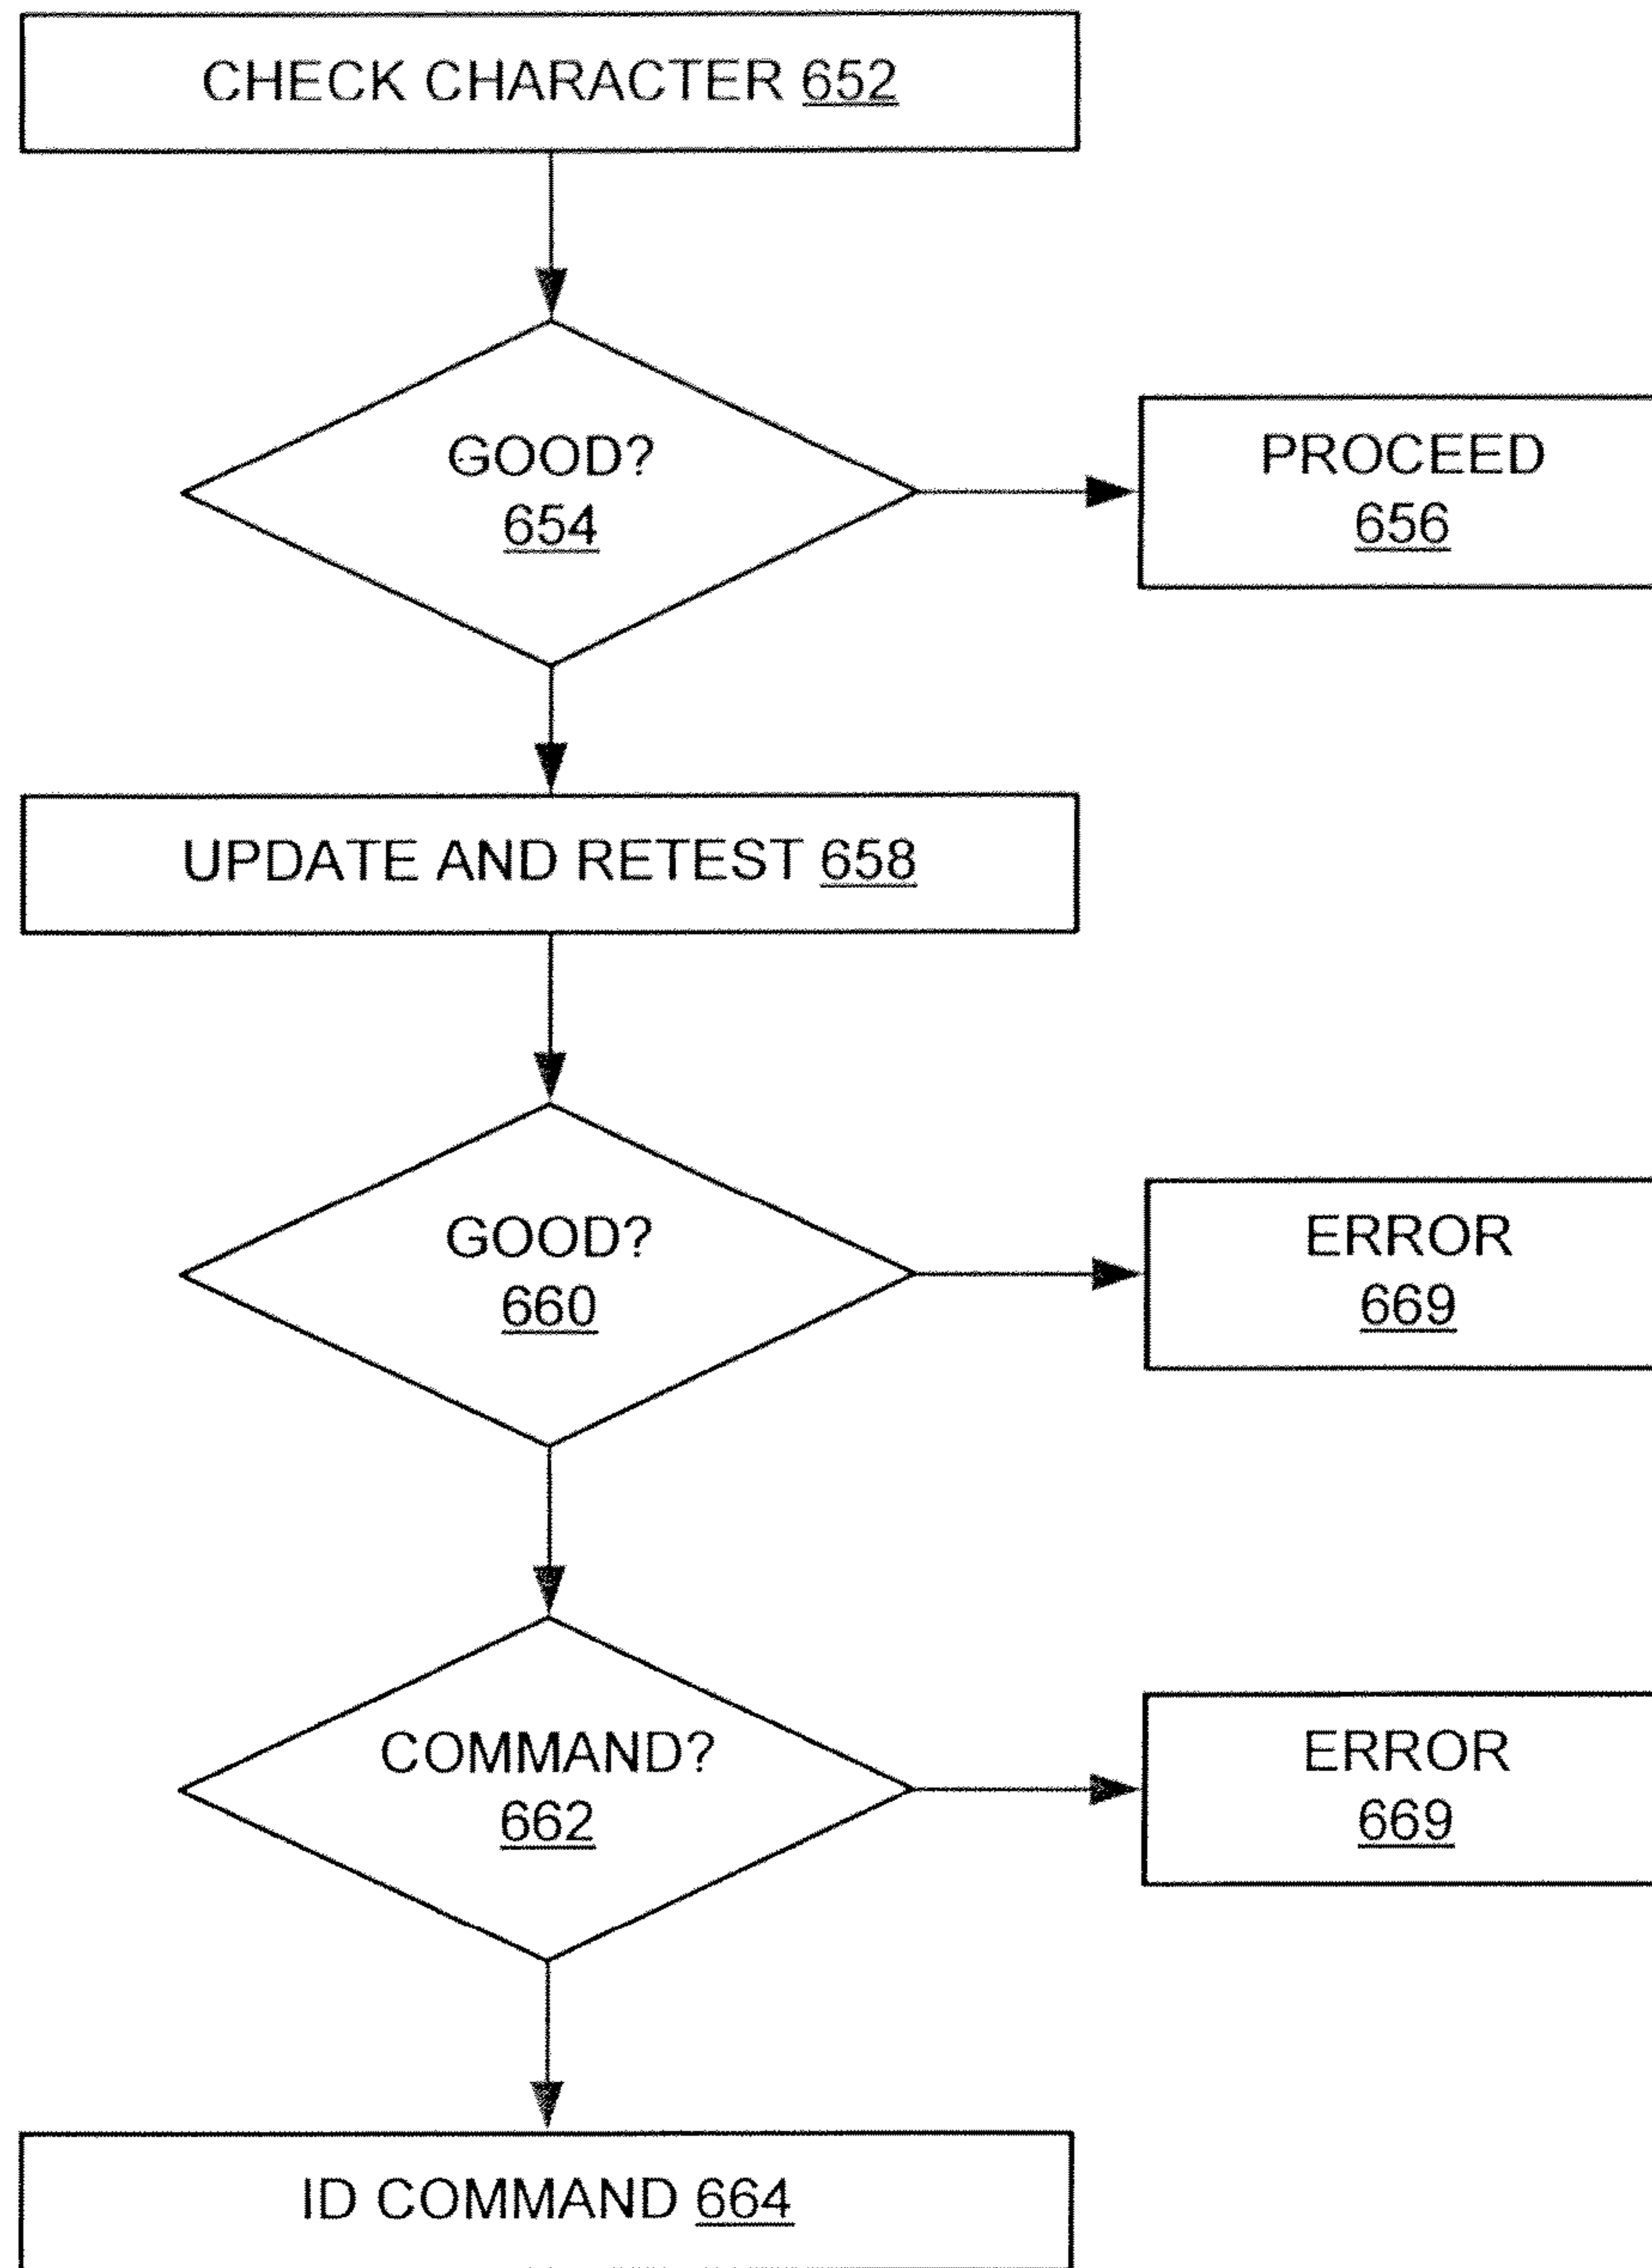 CHECK CHARACTER 652
GOOD?
654
PROCEED
656
UPDATE AND RETEST 658
GOOD?
660
ERROR
669
COMMAND?
662
ERROR
669
ID COMMAND 664